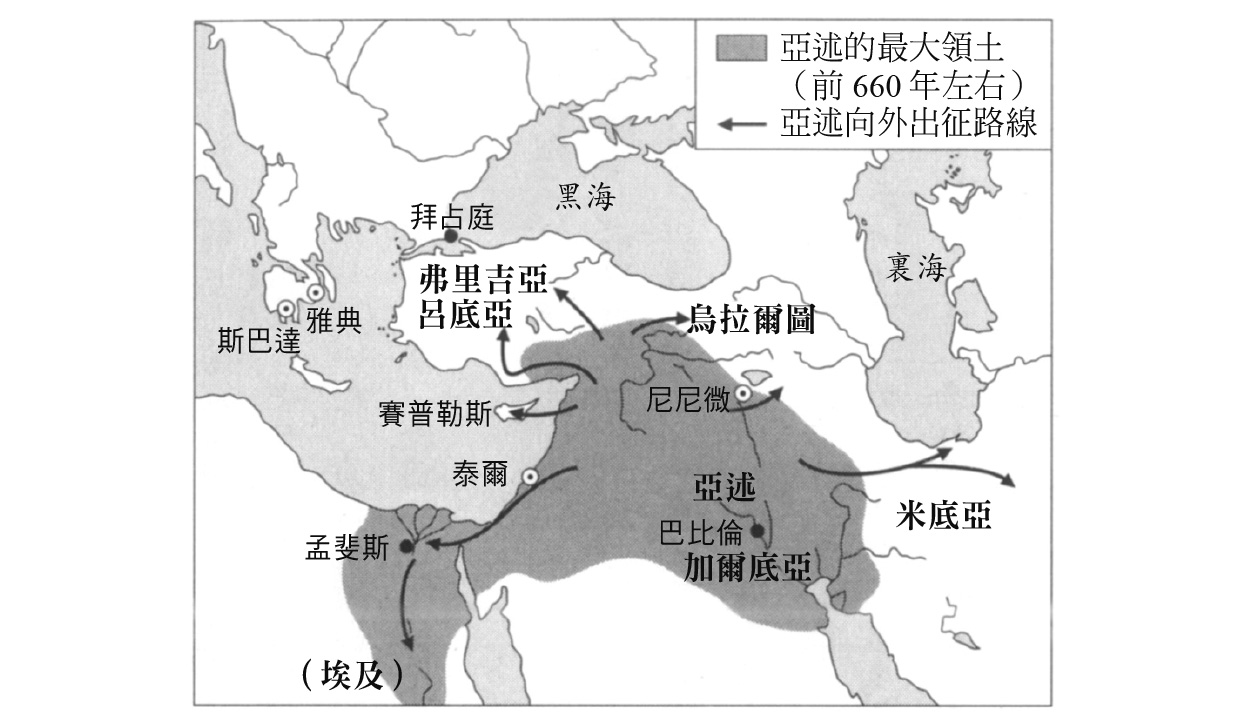 亞述的最大領土
（前 660 年左右）
亞述向外出征路線
黑海
拜占庭
裏海
弗里吉亞
呂底亞
烏拉爾圖
雅典
斯巴達
尼尼微
賽普勒斯
泰爾
亞述
米底亞
巴比倫
孟斐斯
加爾底亞
（埃及）